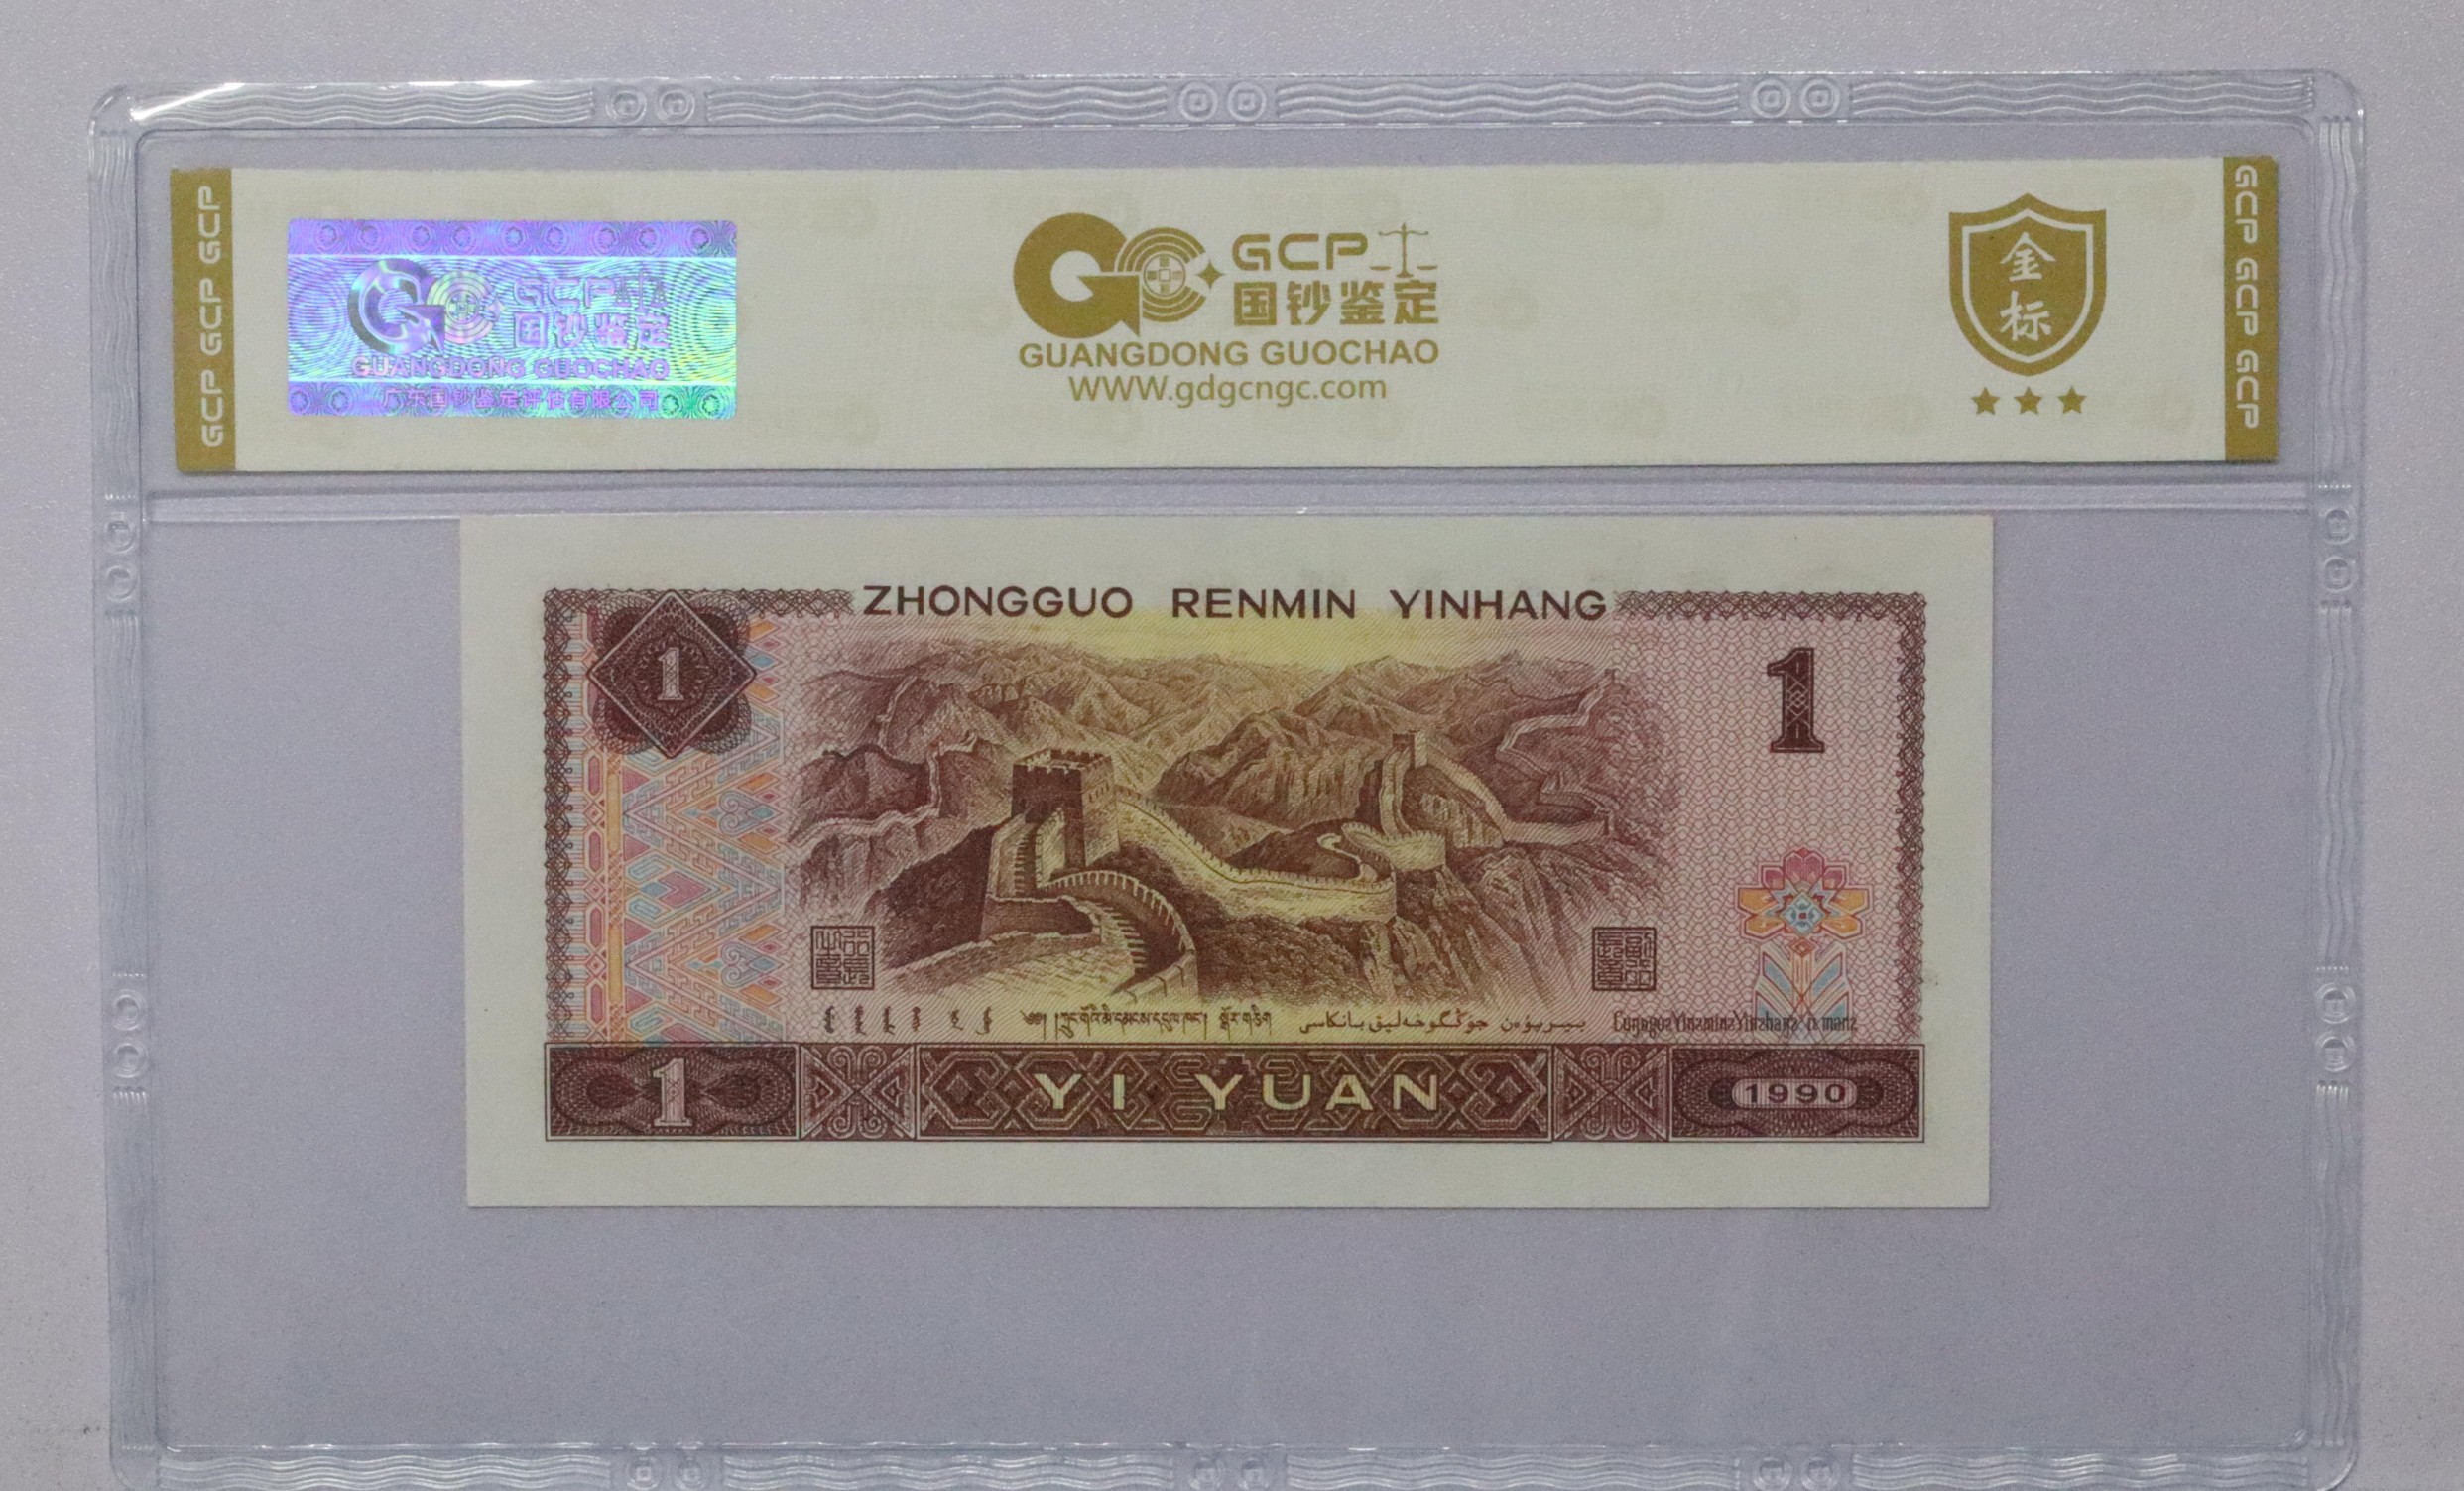 GCP GCP GCP
GCP
国钞鉴定
GUANGDONG GUOCHAO
广东国钞鉴定评估有限公司
GCP
国钞鉴定
GUANGDONG GUOCHAO
WWW.gdgcngc.com
金标
GCP GCP GCP
ZHONGGUO RENMIN YINHANG
1
1
1
YI YUAN
1990